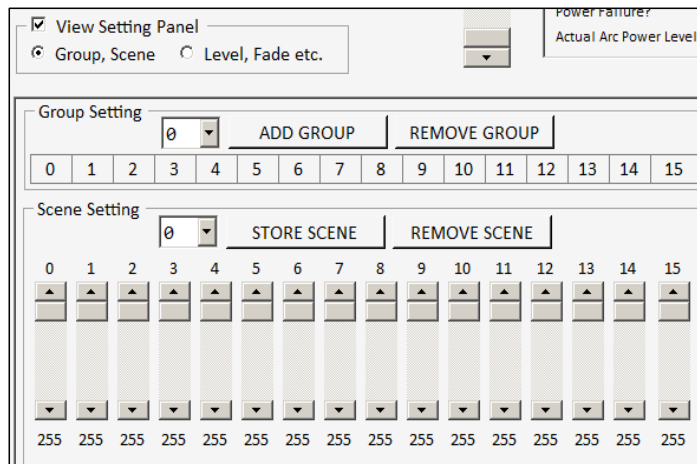 Power Failure?
Actual Arc Power Level
View Setting Panel
Group, Scene Level, Fade etc.
Group Setting
0 ADD GROUP REMOVE GROUP
0 1 2 3 4 5 6 7 8 9 10 11 12 13 14 15
Scene Setting
0 STORE SCENE REMOVE SCENE
0 1 2 3 4 5 6 7 8 9 10 11 12 13 14 15
255 255 255 255 255 255 255 255 255 255 255 255 255 255 255 255